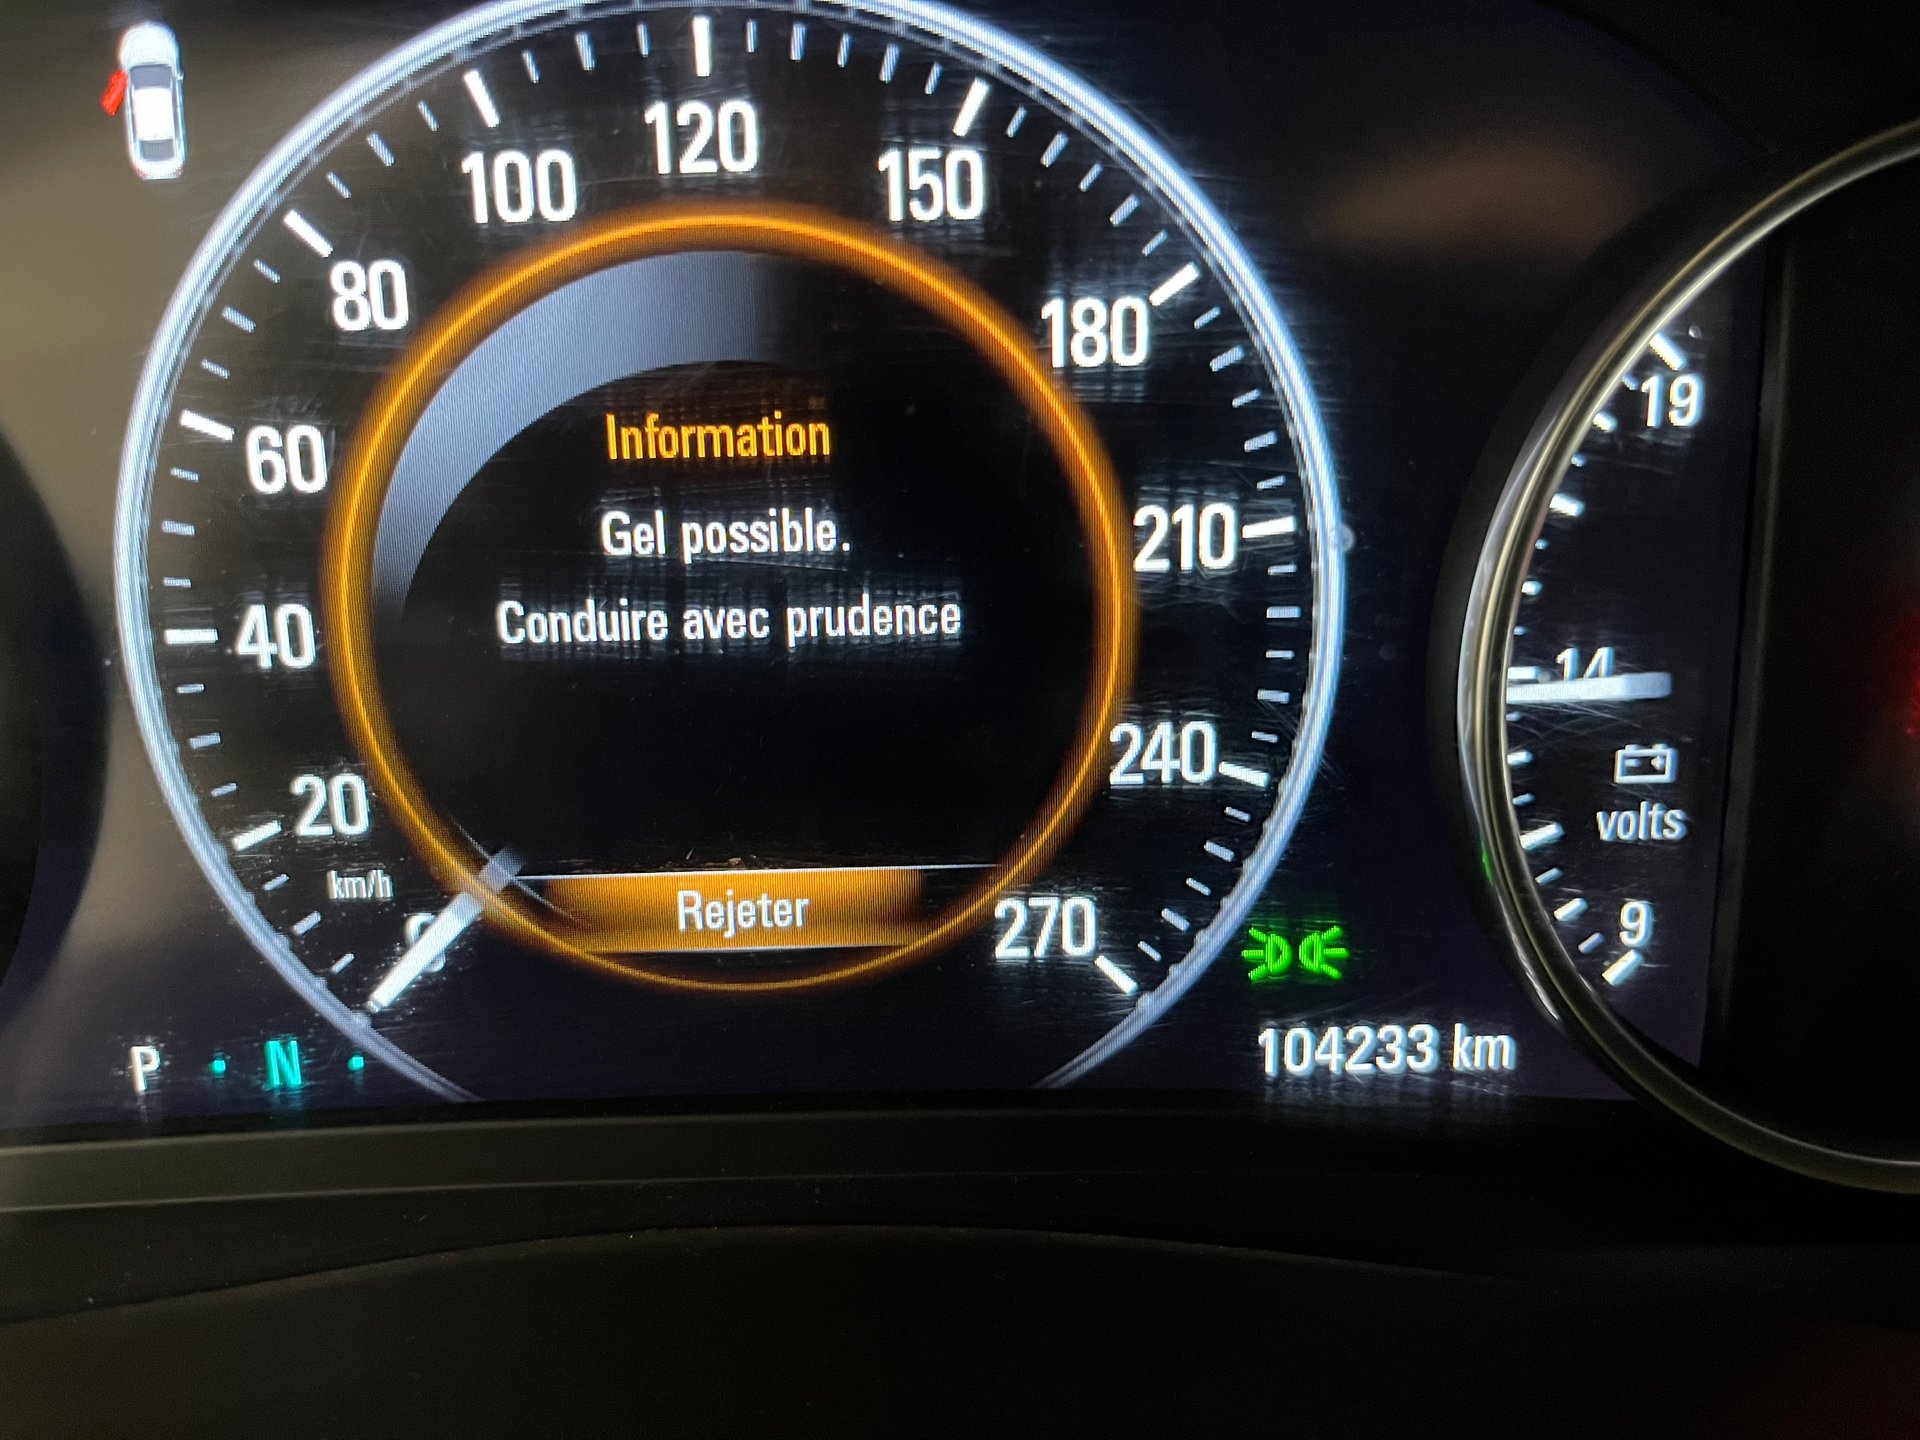 120
100
150
80
180
60
19
Information
Gel possible.
210
Conduire avec prudence
40
14
240
20
volts
km/h
Rejeter
270
9
0
104233 km
P · N ·